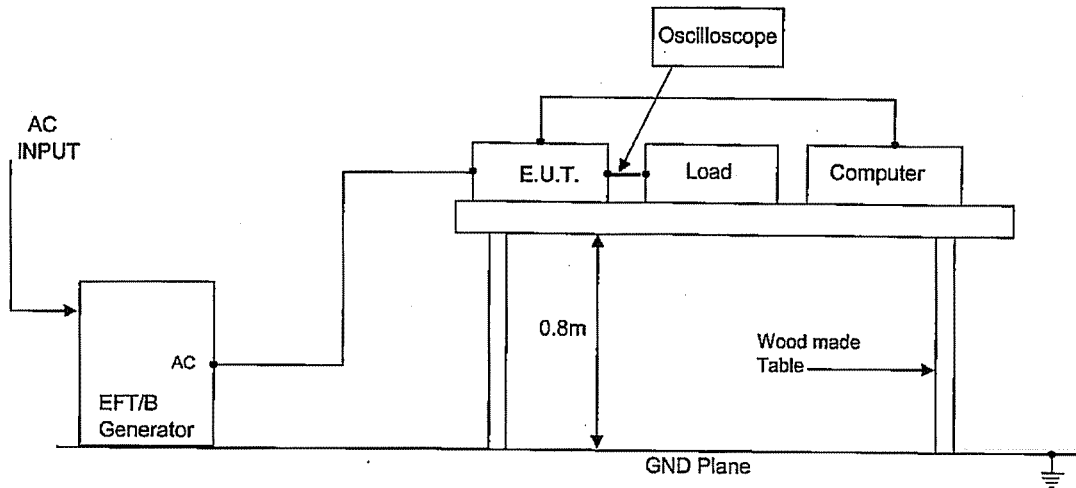 Oscilloscope
AC
INPUT
E.U.T.
Load
Computer
0.8m
Wood made
Table
AC
EFT/B
Generator
GND Plane